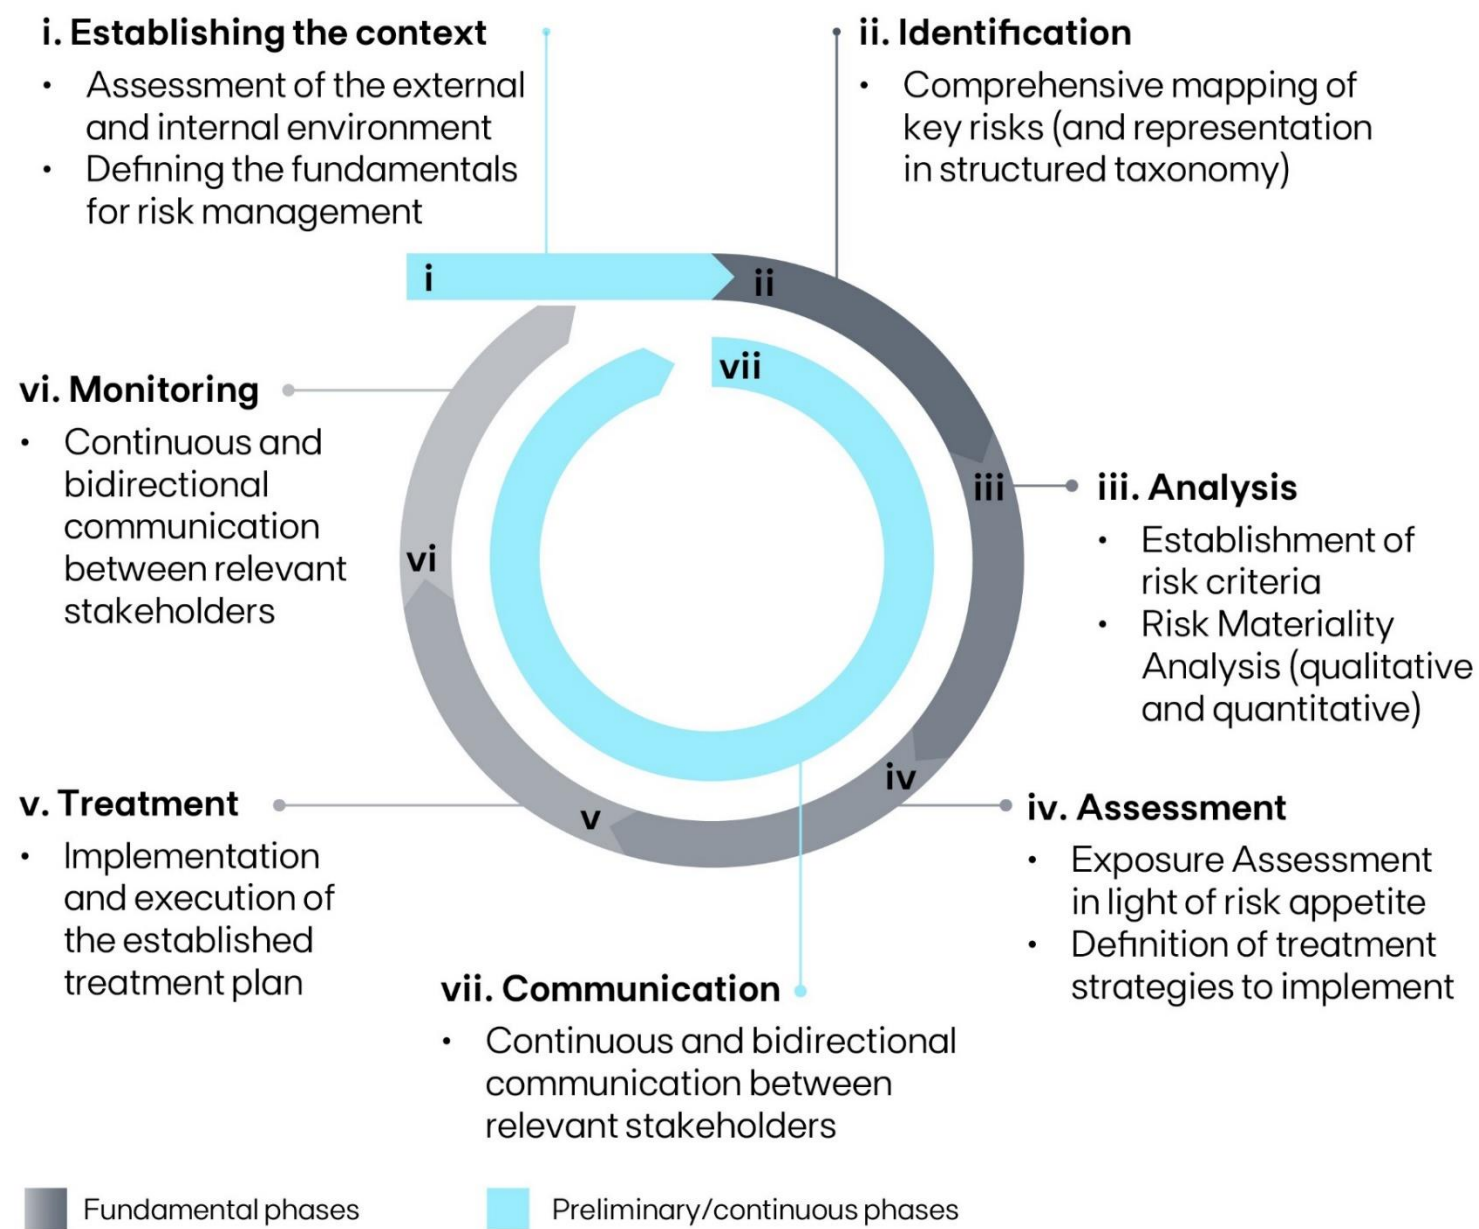 i. Establishing the context
• Assessment of the external
and internal environment
• Defining the fundamentals
for risk management
ii. Identification
• Comprehensive mapping of
key risks (and representation
in structured taxonomy)
i
ii
vii
vi. Monitoring
• Continuous and
bidirectional
communication
between relevant
stakeholders
vi
iii
iii. Analysis
• Establishment of
risk criteria
• Risk Materiality
Analysis (qualitative
and quantitative)
iv
v
v. Treatment
• Implementation
and execution of
the established
treatment plan
iv. Assessment
• Exposure Assessment
in light of risk appetite
• Definition of treatment
strategies to implement
vii. Communication
• Continuous and bidirectional
communication between
relevant stakeholders
Fundamental phases
Preliminary/continuous phases